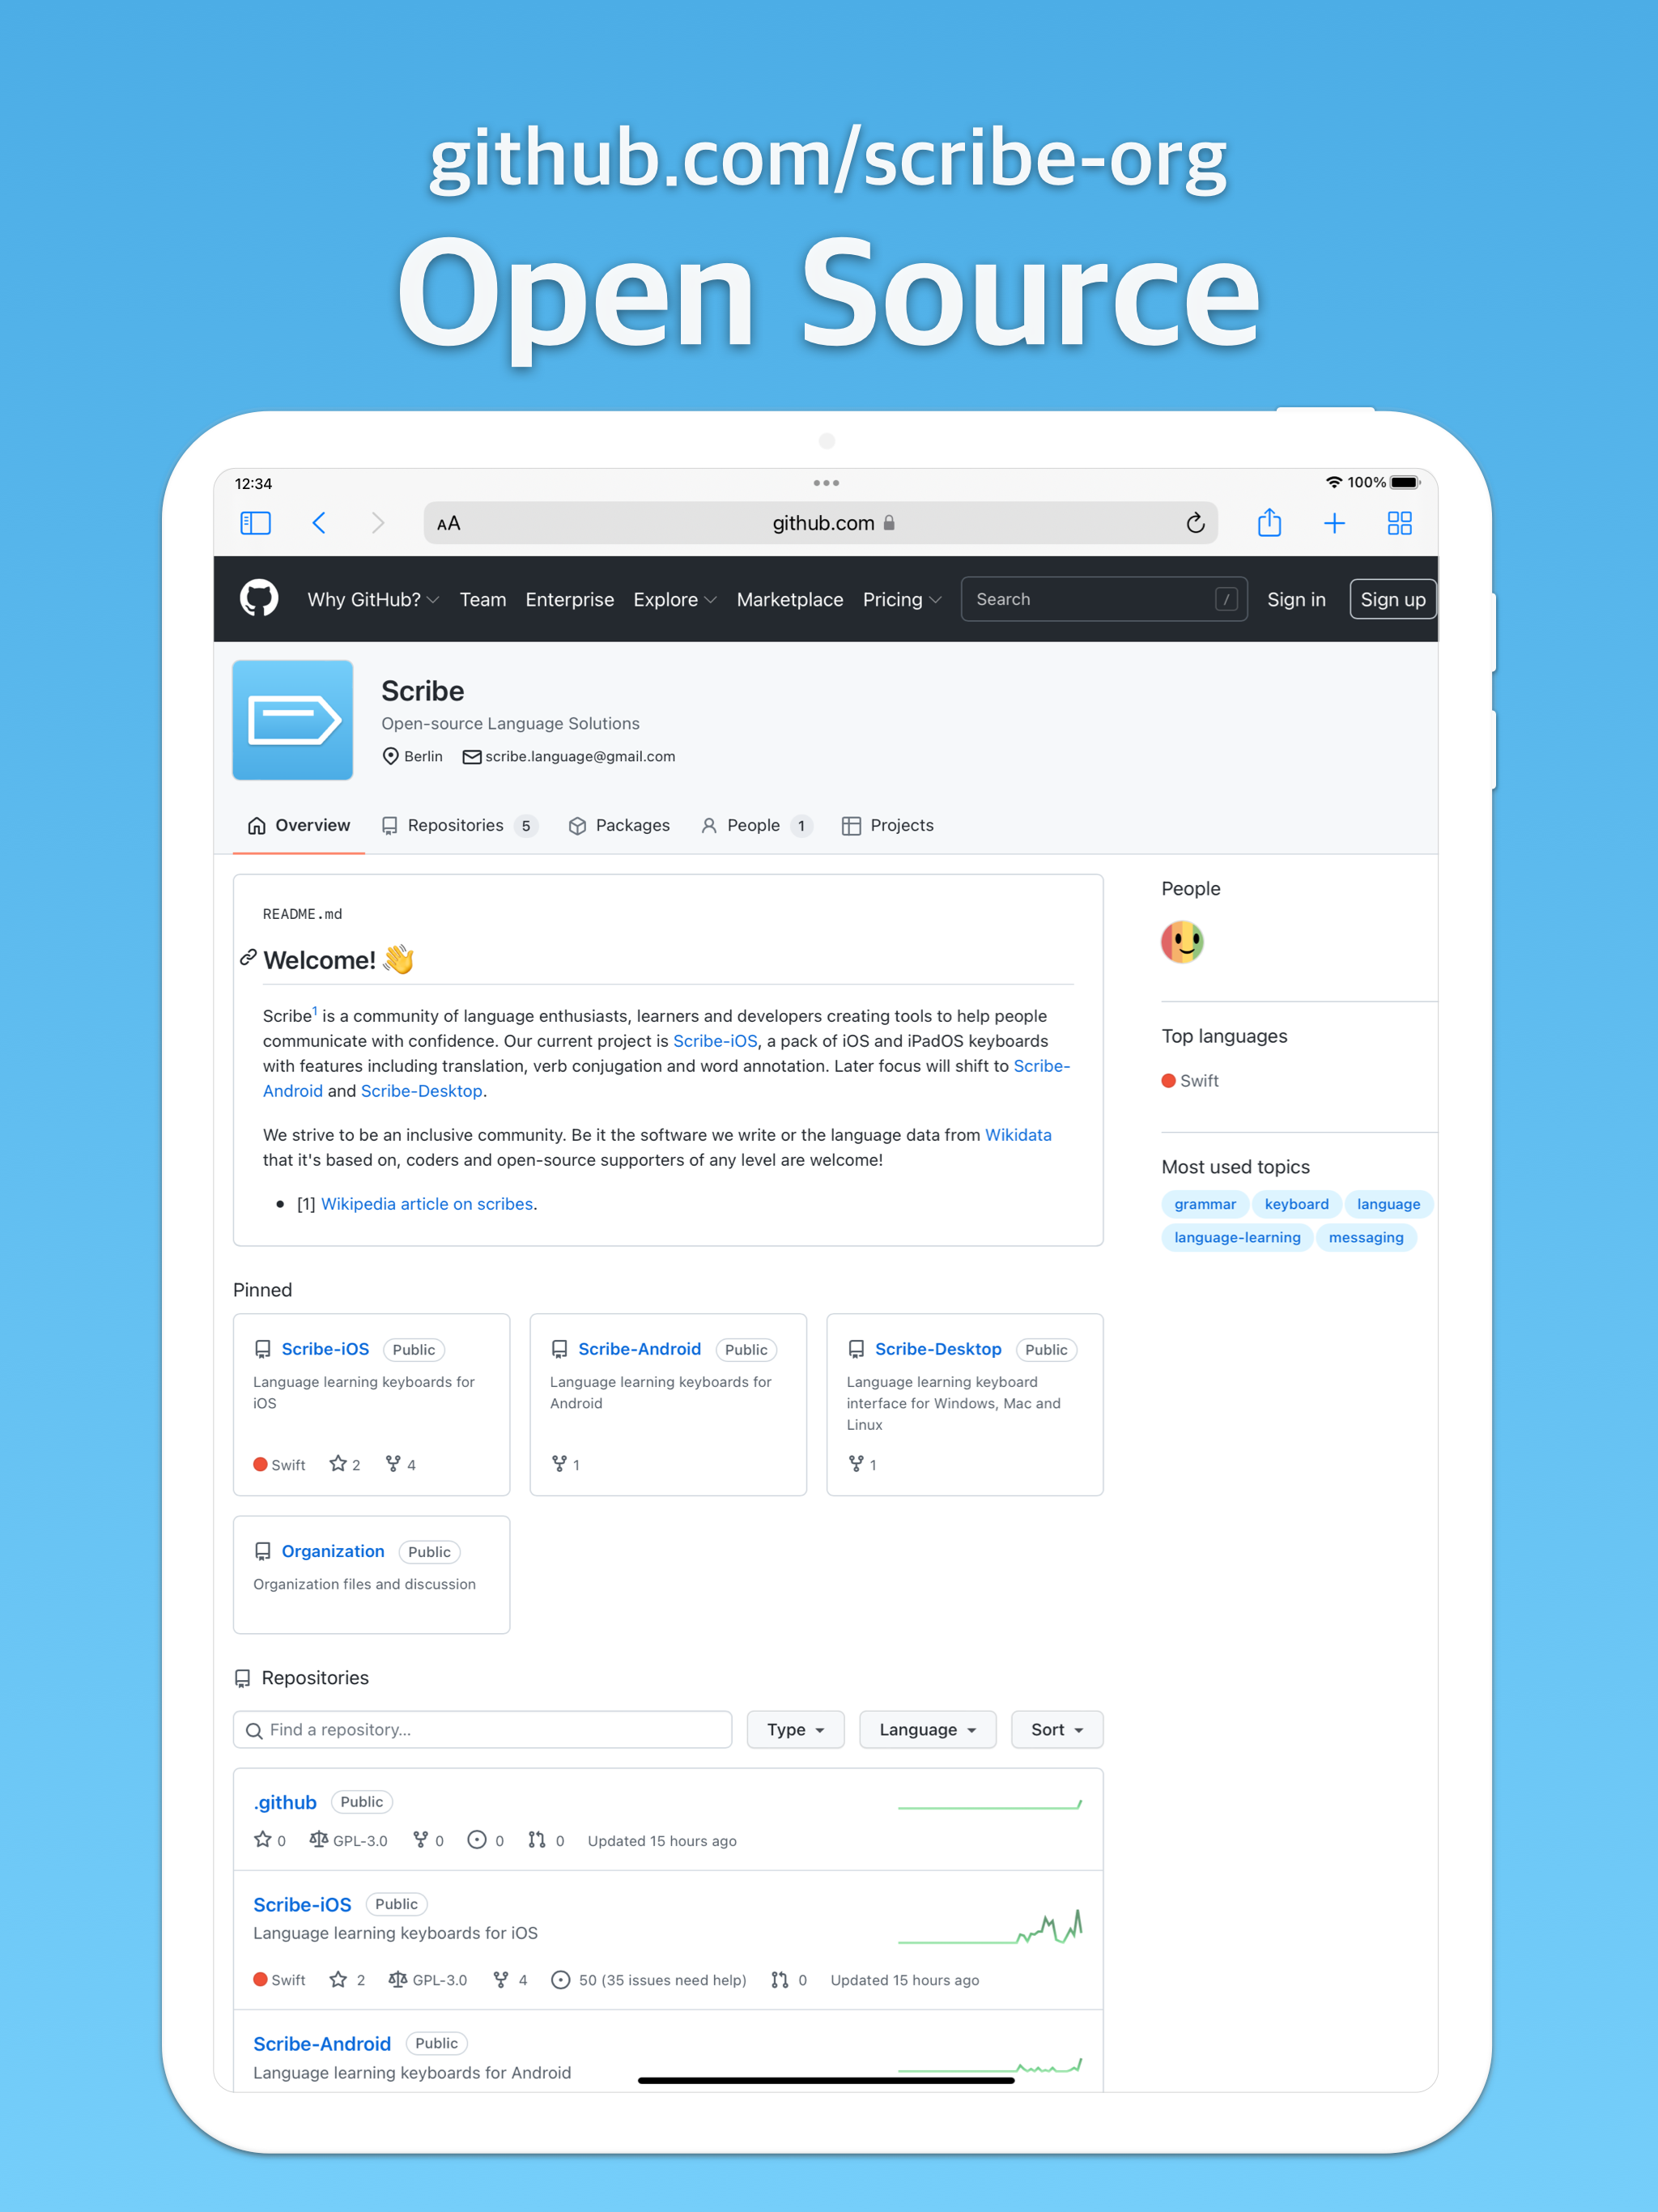 github.com/scribe-org
Open Source
12:34
100%
AA
github.com
Why GitHub?
Team
Enterprise
Explore
Marketplace
Pricing
Search
/
Sign in
Sign up
Scribe
Open-source Language Solutions
Berlin
scribe.language@gmail.com
Overview
Repositories 5
Packages
People 1
Projects
README.md
Welcome! 👋
Scribe1 is a community of language enthusiasts, learners and developers creating tools to help people
communicate with confidence. Our current project is Scribe-iOS, a pack of iOS and iPadOS keyboards
with features including translation, verb conjugation and word annotation. Later focus will shift to Scribe-
Android and Scribe-Desktop.
We strive to be an inclusive community. Be it the software we write or the language data from Wikidata
that it's based on, coders and open-source supporters of any level are welcome!
• [1] Wikipedia article on scribes.
People
Top languages
Swift
Most used topics
grammar keyboard language
language-learning messaging
Pinned
Scribe-iOS Public
Language learning keyboards for
iOS
Swift 2 4
Scribe-Android Public
Language learning keyboards for
Android
1
Scribe-Desktop Public
Language learning keyboard
interface for Windows, Mac and
Linux
1
Organization Public
Organization files and discussion
Repositories
Find a repository...
Type
Language
Sort
.github Public
0 GPL-3.0 0 0 0 Updated 15 hours ago
Scribe-iOS Public
Language learning keyboards for iOS
Swift 2 GPL-3.0 4 50 (35 issues need help) 0 Updated 15 hours ago
Scribe-Android Public
Language learning keyboards for Android